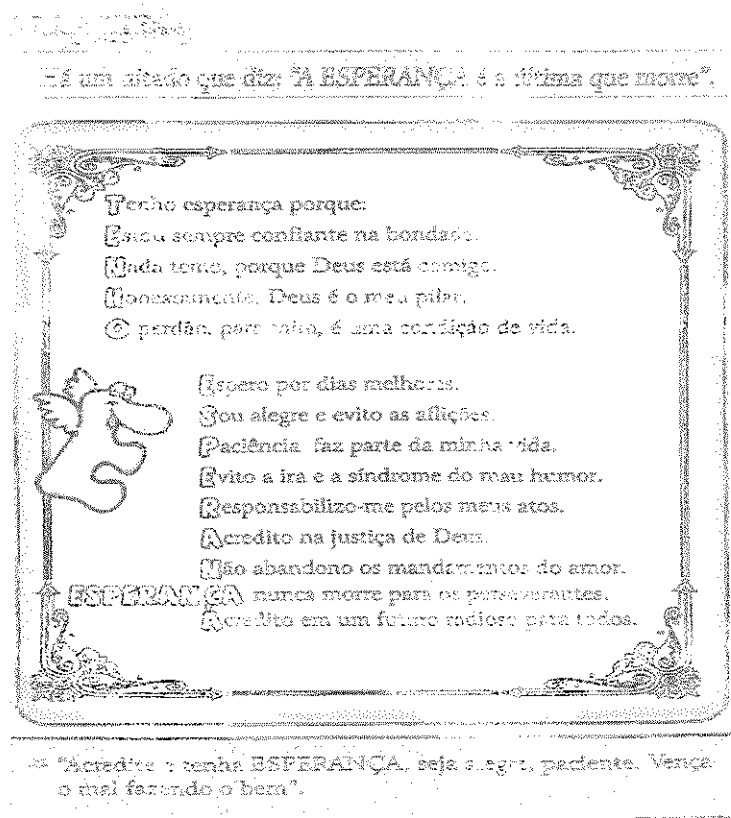 Há um ditado que diz: "A ESPERANÇA é a última que morre".
Tenho esperança porque:
Estou sempre confiante na bondade.
Nada temo, porque Deus está comigo.
Honestamente, Deus é o meu pilar.
O perdão, para mim, é uma condição de vida.
Espero por dias melhores.
Sou alegre e evito as aflições.
Paciência faz parte da minha vida.
Evito a ira e a síndrome do mau humor.
Responsabilizo-me pelos meus atos.
Acredito na justiça de Deus.
Não abandono os mandamentos do amor.
ESPERANÇA nunca morre para os perseverantes.
Acredito em um futuro radioso para todos.
"Acredite e tenha ESPERANÇA, seja alegre, paciente. Vença
o mal fazendo o bem".